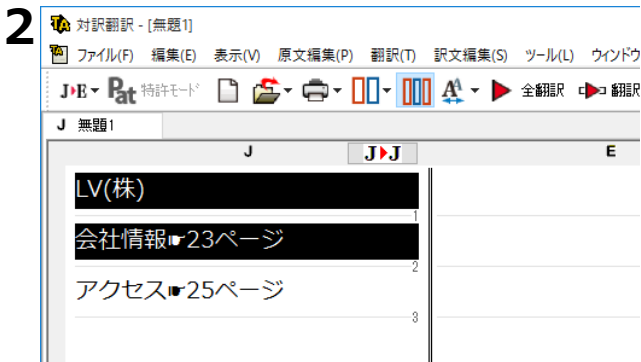 2
対訳翻訳 - [無題1]
ファイル(F) 編集(E) 表示(V) 原文編集(P) 翻訳(T) 訳文編集(S) ツール(L) ウィンドウ
J▶E Pat 特許モード 全翻訳 翻訳
J 無題1
J J▶J E
LV(株)
1
会社情報☛23ページ
2
アクセス☛25ページ
3